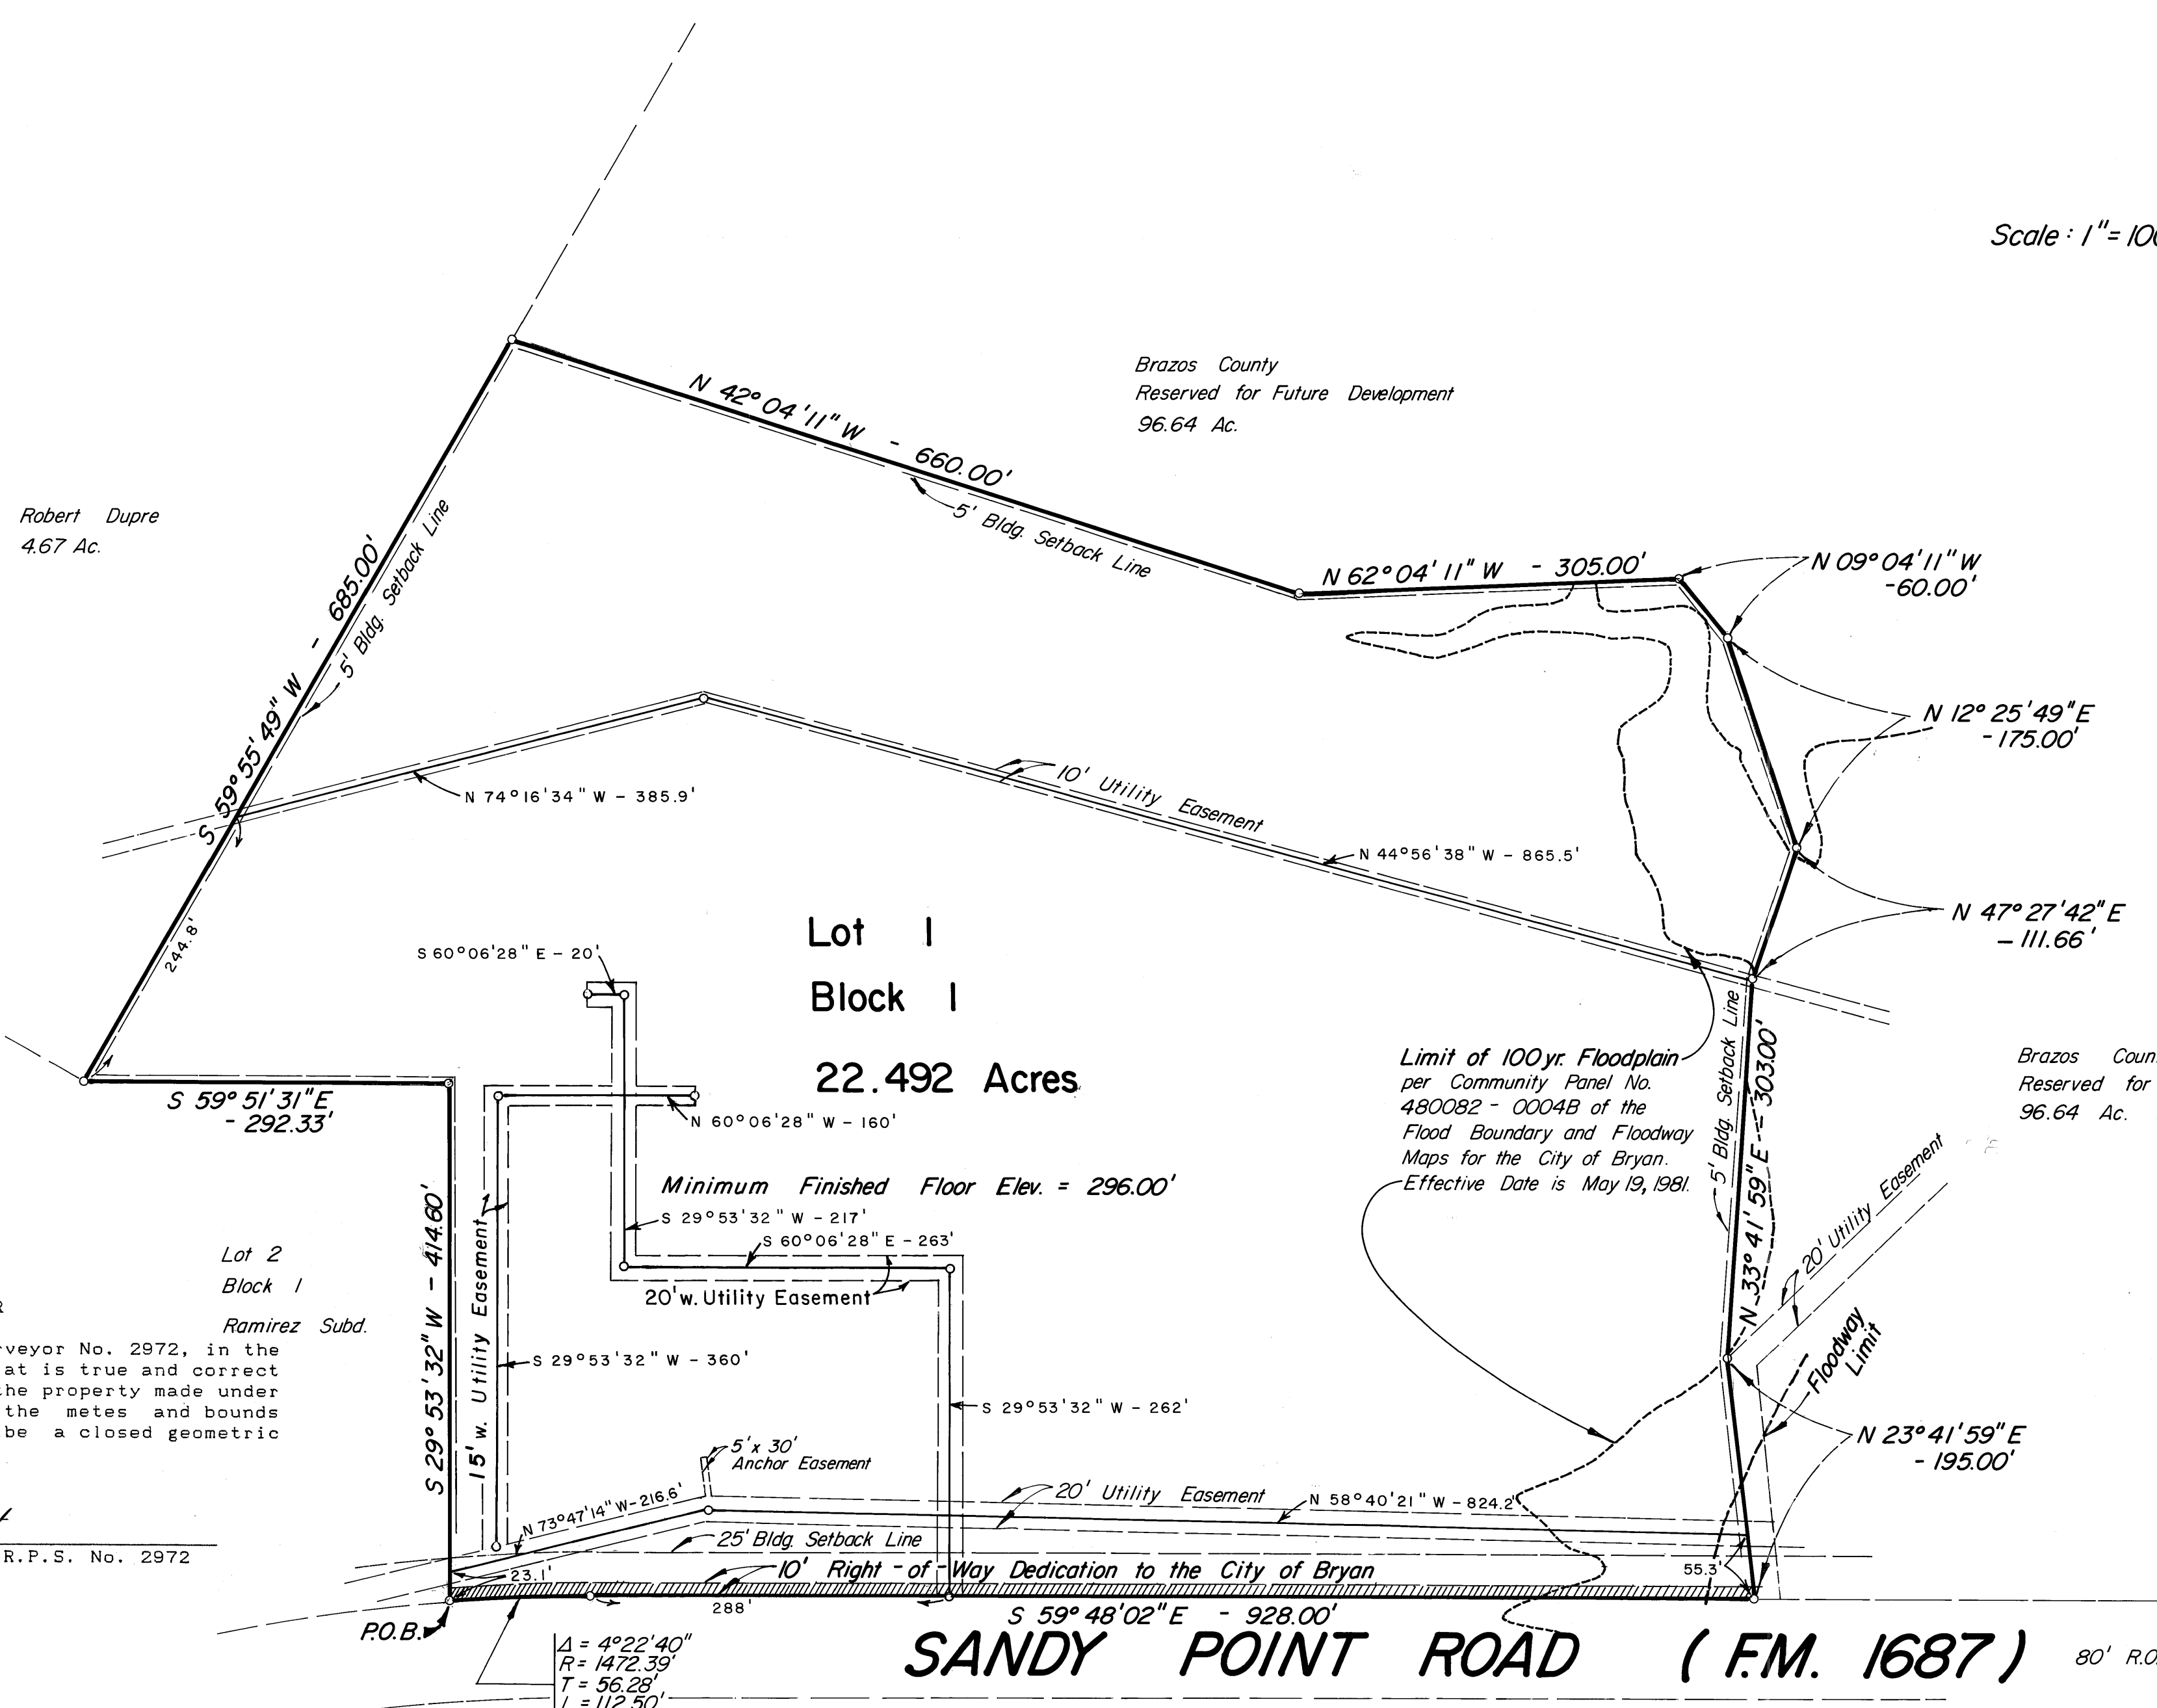 Scale : 1"= 10
Brazos County
Reserved for Future Development
96.64 Ac.
Robert Dupre
4.67 Ac.
N 42° 04' 11" W - 660.00'
5' Bldg. Setback Line
S 59° 55' 49" W - 685.00'
5' Bldg. Setback Line
N 62° 04' 11" W - 305.00'
N 09° 04' 11" W
-60.00'
N 12° 25' 49" E
-175.00'
N 47° 27' 42" E
-111.66'
10' Utility Easement
N 74° 16' 34" W - 385.9'
N 44° 56' 38" W - 865.5'
244.8'
Lot 1
Block 1
22.492 Acres
S 60° 06' 28" E - 20'
N 60° 06' 28" W - 160'
S 59° 51' 31" E
- 292.33'
Minimum Finished Floor Elev. = 296.00'
S 29° 53' 32" W - 217'
S 60° 06' 28" E - 263'
20' w. Utility Easement
Limit of 100 yr. Floodplain
per Community Panel No.
480082 - 0004B of the
Flood Boundary and Floodway
Maps for the City of Bryan.
Effective Date is May 19, 1981.
5' Bldg. Setback Line
N 33° 41' 59" E - 303.00'
Brazos Coun
Reserved for
96.64 Ac.
20' Utility Easement
Floodway
Limit
N 23° 41' 59" E
- 195.00'
Lot 2
Block 1
Ramirez Subd.
R
rveyor No. 2972, in the
at is true and correct
the property made under
the metes and bounds
be a closed geometric
R.P.S. No. 2972
S 29° 53' 32" W - 414.60'
15' w. Utility Easement
S 29° 53' 32" W - 360'
S 29° 53' 32" W - 262'
5' x 30'
Anchor Easement
N 73° 47' 14" W - 216.6'
20' Utility Easement
N 58° 40' 21" W - 824.2'
25' Bldg. Setback Line
10' Right-of-Way Dedication to the City of Bryan
23.1'
55.3'
288'
S 59° 48' 02" E - 928.00'
P.O.B.
Δ = 4° 22' 40"
R = 1472.39'
T = 56.28'
L = 112.50'
SANDY POINT ROAD (F.M. 1687)
80' R.O.